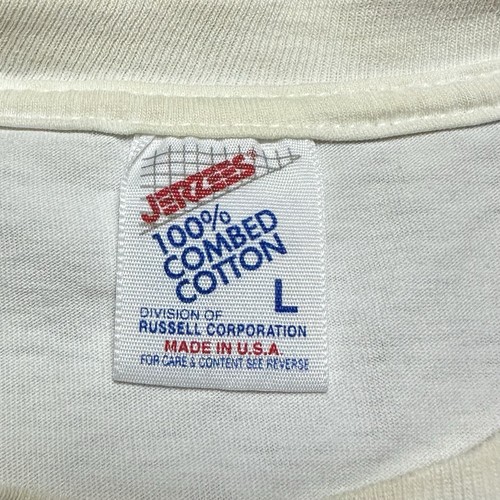 JERZEES®
100%
COMBED
COTTON
L
DIVISION OF
RUSSELL CORPORATION
MADE IN U.S.A.
FOR CARE & CONTENT SEE REVERSE